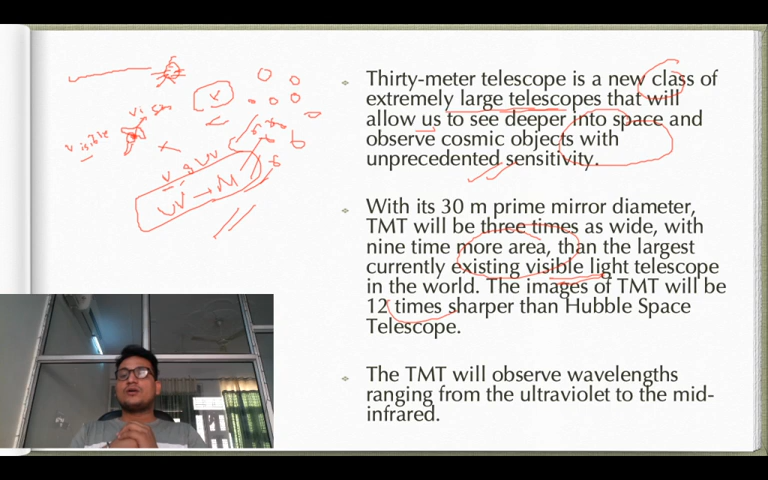 visible
v
UV → M
Thirty-meter telescope is a new class of
extremely large telescopes that will
allow us to see deeper into space and
observe cosmic objects with
unprecedented sensitivity.
With its 30 m prime mirror diameter,
TMT will be three times as wide, with
nine time more area, than the largest
currently existing visible light telescope
in the world. The images of TMT will be
12 times sharper than Hubble Space
Telescope.
The TMT will observe wavelengths
ranging from the ultraviolet to the mid-
infrared.